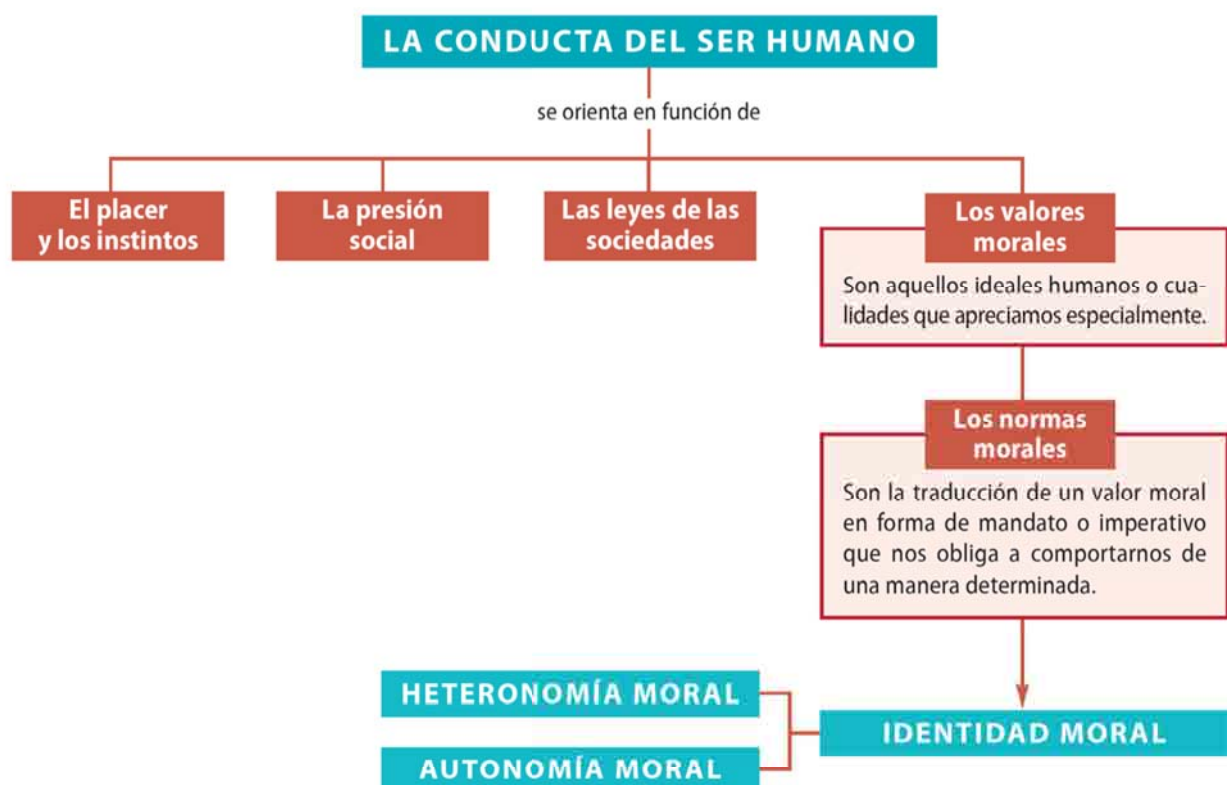 LA CONDUCTA DEL SER HUMANO
se orienta en función de
El placer
y los instintos
La presión
social
Las leyes de las
sociedades
Los valores
morales
Son aquellos ideales humanos o cua-
lidades que apreciamos especialmente.
Los normas
morales
Son la traducción de un valor moral
en forma de mandato o imperativo
que nos obliga a comportarnos de
una manera determinada.
HETERONOMÍA MORAL
IDENTIDAD MORAL
AUTONOMÍA MORAL